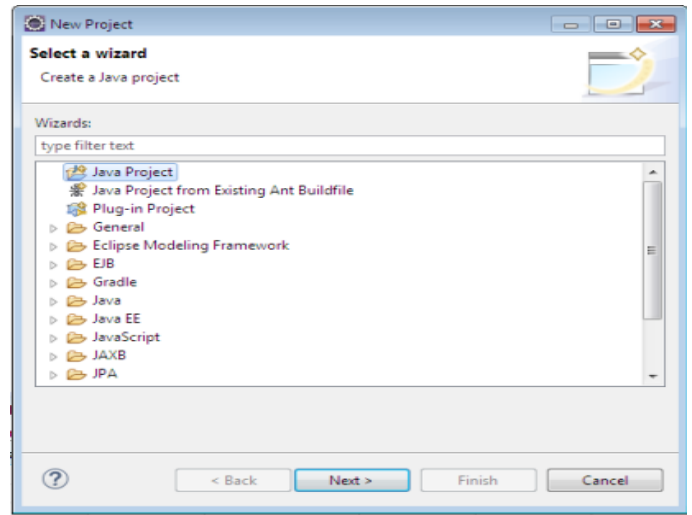 New Project
Select a wizard
Create a Java project
Wizards:
type filter text
Java Project
Java Project from Existing Ant Buildfile
Plug-in Project
General
Eclipse Modeling Framework
EJB
Gradle
Java
Java EE
JavaScript
JAXB
JPA
?
< Back
Next >
Finish
Cancel